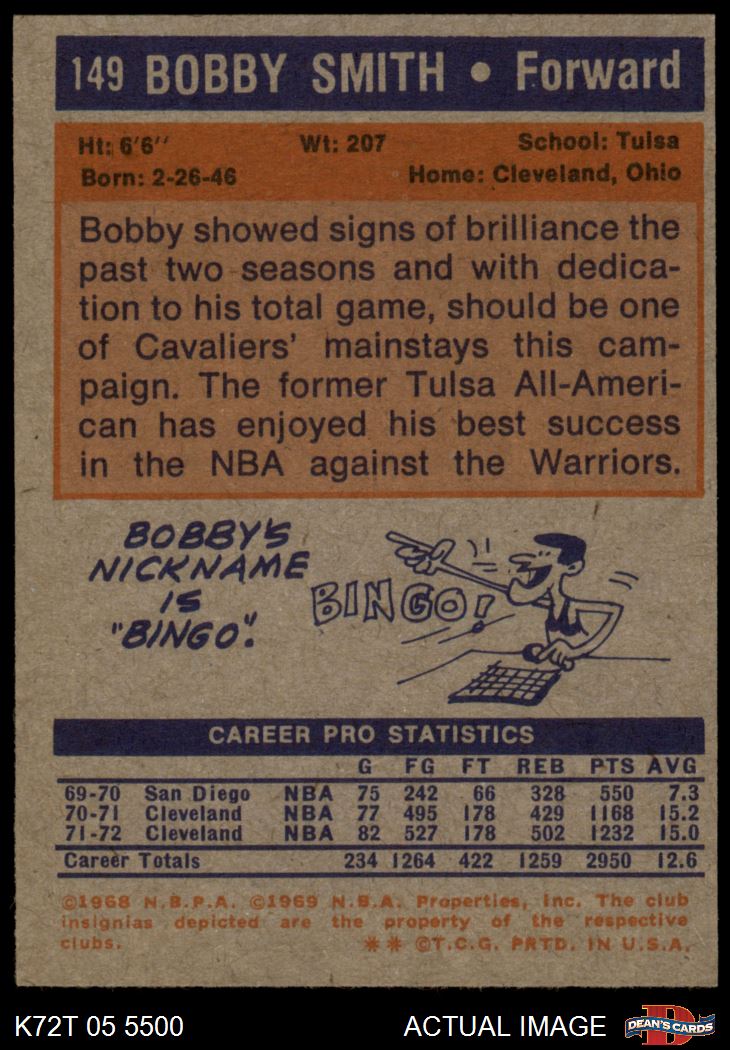 149 BOBBY SMITH • Forward
Ht: 6'6" Wt: 207 School: Tulsa
Born: 2-26-46 Home: Cleveland, Ohio
Bobby showed signs of brilliance the
past two seasons and with dedica-
tion to his total game, should be one
of Cavaliers' mainstays this cam-
paign. The former Tulsa All-Ameri-
can has enjoyed his best success
in the NBA against the Warriors.
BOBBY'S
NICKNAME
IS
"BINGO".
BINGO!
CAREER PRO STATISTICS
G FG FT REB PTS AVG
69-70 San Diego NBA 75 242 66 328 550 7.3
70-71 Cleveland NBA 77 495 178 429 1168 15.2
71-72 Cleveland NBA 82 527 178 502 1232 15.0
Career Totals 234 1264 422 1259 2950 12.6
©1968 N.B.P.A. ©1969 N.B.A. Properties, Inc. The club
insignias depicted are the property of the respective
clubs. ** ©T.C.G. PRTD. IN U.S.A.
K72T 05 5500 ACTUAL IMAGE D DEAN'S CARDS